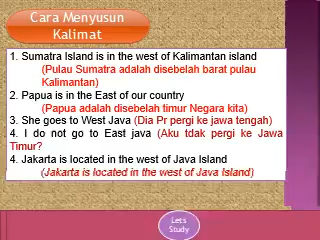 Cara Menyusun
Kalimat
1. Sumatra Island is in the west of Kalimantan island
(Pulau Sumatra adalah disebelah barat pulau
Kalimantan)
2. Papua is in the East of our country
(Papua adalah disebelah timur Negara kita)
3. She goes to West Java (Dia Pr pergi ke jawa tengah)
4. I do not go to East java (Aku tdak pergi ke Jawa
Timur?
4. Jakarta is located in the west of Java Island
(Jakarta is located in the west of Java Island)
Lets
Study